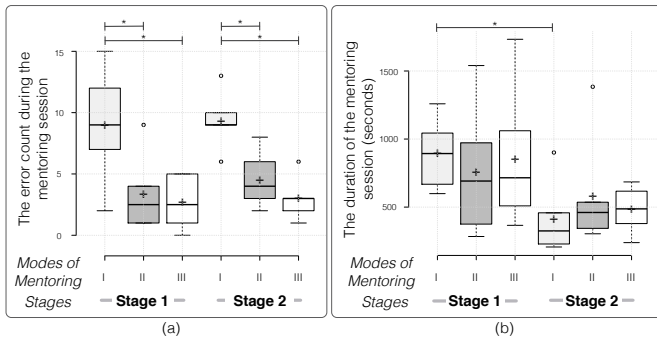 The error count during the
mentoring session
15
10
5
0
*
*
*
*
Modes of
Mentoring
I II III I II III
Stages
Stage 1 Stage 2
(a)
The duration of the mentoring
session (seconds)
1500
1000
500
*
Modes of
Mentoring
I II III I II III
Stages
Stage 1 Stage 2
(b)